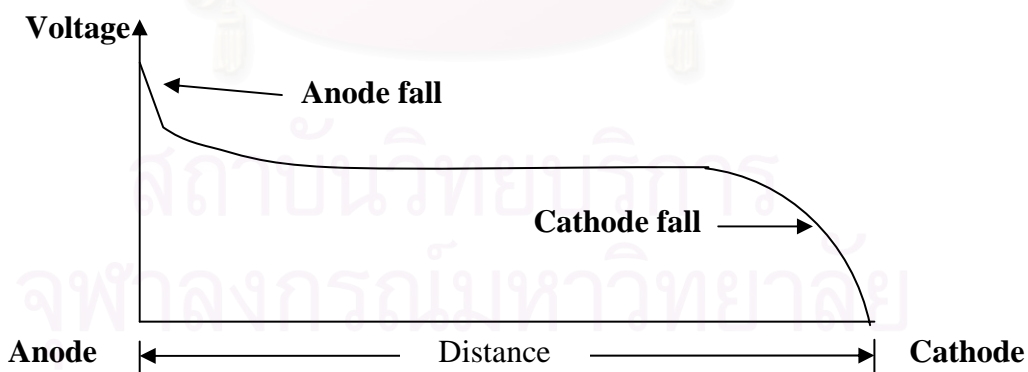 Voltage
Anode fall
สถาบันวิทยบริการ
Cathode fall
จุฬาลงกรณ์มหาวิทยาลัย
Anode Distance Cathode